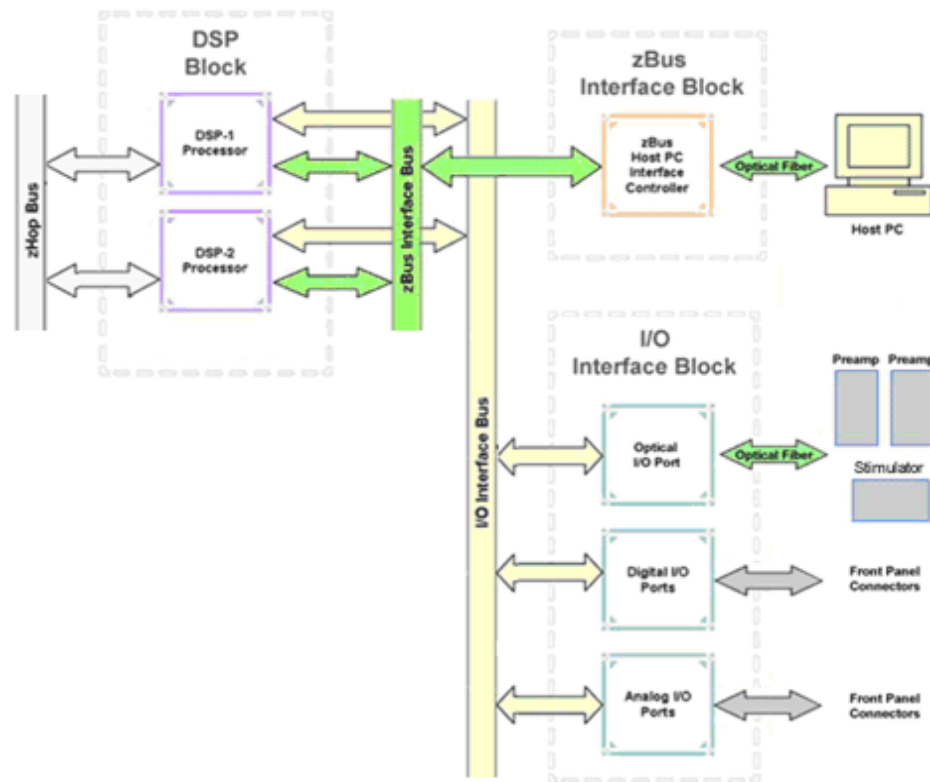 DSP
Block
zBus
Interface Block
DSP-1
Processor
zBus
Host PC
Interface
Controller
Optical Fiber
Host PC
zHop Bus
DSP-2
Processor
zBus Interface Bus
I/O
Interface Block
Preamp
Preamp
I/O Interface Bus
Optical
I/O Port
Optical Fiber
Stimulator
Digital I/O
Ports
Front Panel
Connectors
Analog I/O
Ports
Front Panel
Connectors